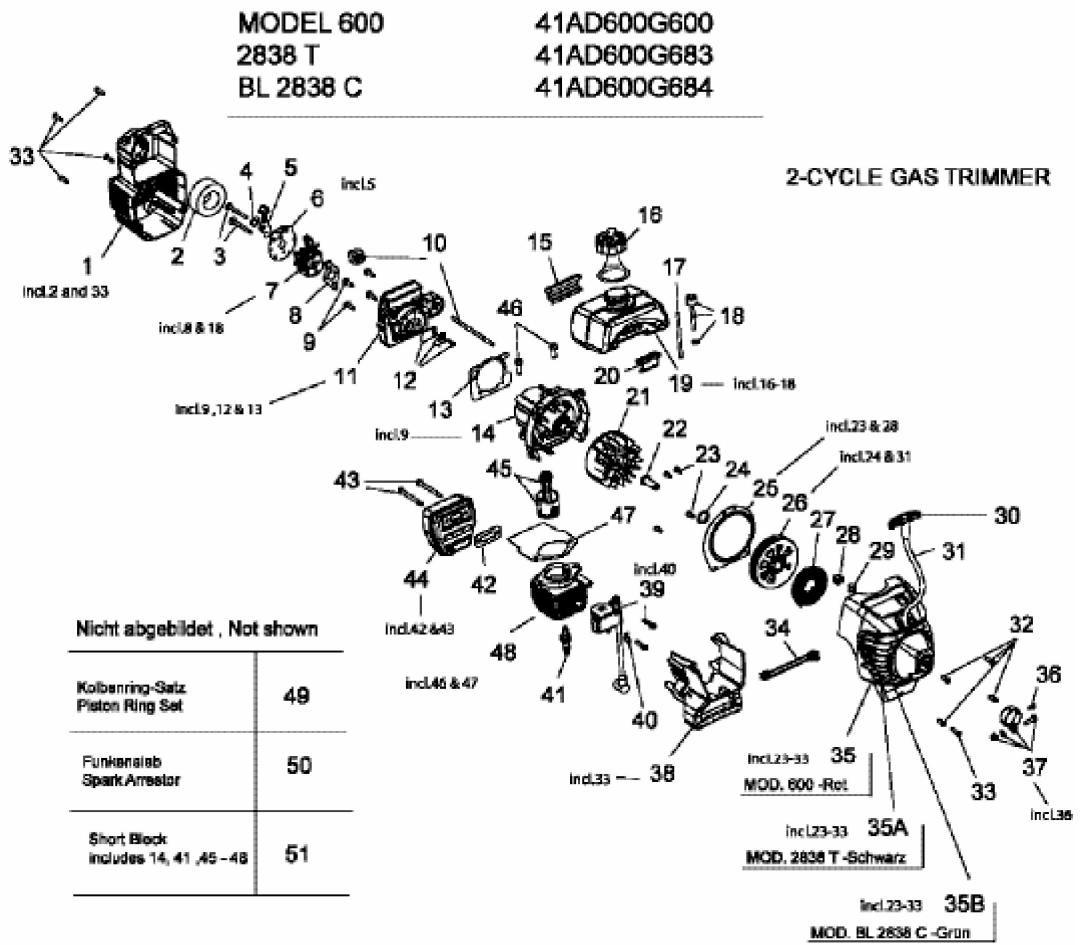 MODEL 600 41AD600G600
2838 T 41AD600G683
BL 2838 C 41AD600G684
2-CYCLE GAS TRIMMER
33
4
5
6
incl.5
1
2
3
incl.2 and 33
7
8
9
10
incl.8 & 18
11
12
13
incl.9 ,12 & 13
15
16
17
18
46
20
19
incl.16-18
incl.9
14
21
22
23
24
25
26
27
28
29
30
31
incl.23 & 28
incl.24 & 31
43
45
47
44
42
incl.42 &43
48
41
incl.46 & 47
incl.40
39
40
34
32
36
37
incl.36
33
incl.33
38
incl.23-33 35
MOD. 600 -Rot
incl.23-33 35A
MOD. 2838 T -Schwarz
incl.23-33 35B
MOD. BL 2838 C -Grün
Nicht abgebildet , Not shown
Kolbenring-Satz
Piston Ring Set
49
Funkensieb
Spark Arrestor
50
Short Block
includes 14, 41 ,45 - 48
51